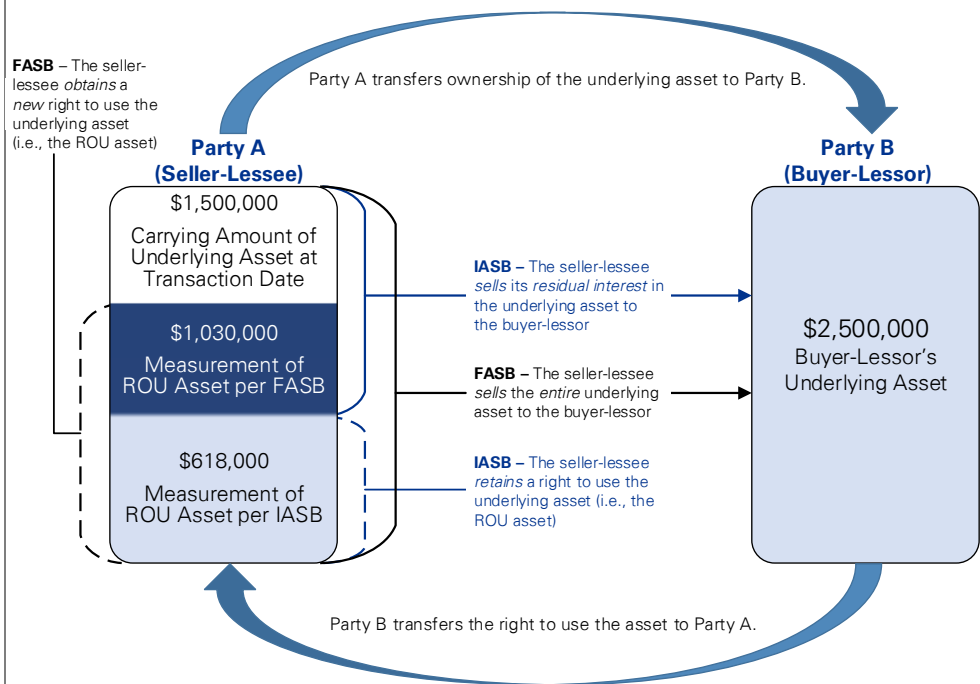 FASB – The seller-
lessee obtains a
new right to use the
underlying asset
(i.e., the ROU asset)
Party A transfers ownership of the underlying asset to Party B.
Party A
(Seller-Lessee)
Party B
(Buyer-Lessor)
$1,500,000
Carrying Amount of
Underlying Asset at
Transaction Date
$1,030,000
Measurement of
ROU Asset per FASB
$618,000
Measurement of
ROU Asset per IASB
IASB – The seller-lessee
sells its residual interest in
the underlying asset to
the buyer-lessor
FASB – The seller-lessee
sells the entire underlying
asset to the buyer-lessor
IASB – The seller-lessee
retains a right to use the
underlying asset (i.e., the
ROU asset)
$2,500,000
Buyer-Lessor's
Underlying Asset
Party B transfers the right to use the asset to Party A.